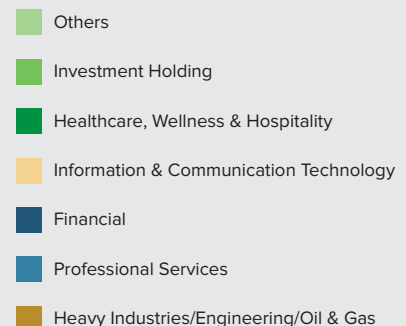 Others
Investment Holding
Healthcare, Wellness & Hospitality
Information & Communication Technology
Financial
Professional Services
Heavy Industries/Engineering/Oil & Gas